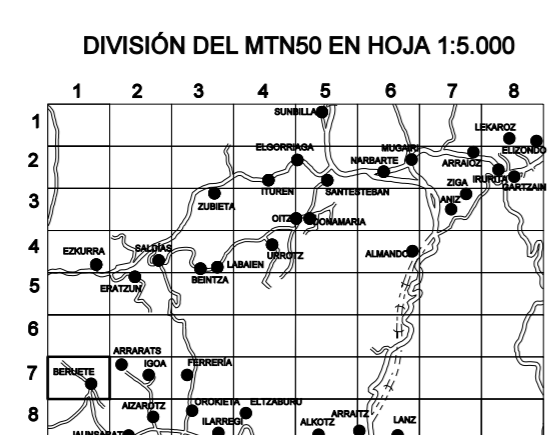 DIVISIÓN DEL MTN50 EN HOJA 1:5.000
1 2 3 4 5 6 7 8
1
SUNBILLA
LEKAROZ
ELGORRIAGA
MUGAIRI
ELIZONDO
2
NARBARTE
ARRAIOZ
IRURITA
ITUREN
SANTESTEBAN
ZIGA
GARTZAIN
3
ZUBIETA
ANIZ
OITZ
DONAMARIA
4
EZKURRA
SALDIAS
URROTZ
ALMANDOZ
LABAIEN
5
ERATZUN
BEINTZA
6
ARRARATS
IGOA
FERRERÍA
7
BERUETE
AIZAROTZ
OROKIETA
ELTZABURU
8
ILARREGI
ALKOTZ
ARRAITZ
LANZ
JAUNSARATS